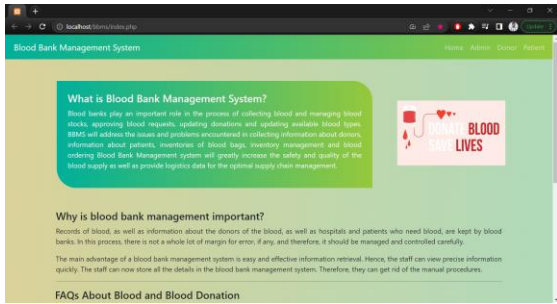 localhost/bbms/index.php
Update
Blood Bank Management System
Home Admin Donor Patient
What is Blood Bank Management System?
Blood banks play an important role in the process of collecting blood and managing blood
stocks, approving blood requests, updating donations and updating available blood types.
BBMS will address the issues and problems encountered in collecting information about donors,
information about patients, inventories of blood bags, inventory management and blood
ordering Blood Bank Management system will greatly increase the safety and quality of the
blood supply as well as provide logistics data for the optimal supply chain management.
DONATE BLOOD
SAVE LIVES
Why is blood bank management important?
Records of blood, as well as information about the donors of the blood, as well as hospitals and patients who need blood, are kept by blood
banks. In this process, there is not a whole lot of margin for error, if any, and therefore, it should be managed and controlled carefully.
The main advantage of a blood bank management system is easy and effective information retrieval. Hence, the staff can view precise information
quickly. The staff can now store all the details in the blood bank management system. Therefore, they can get rid of the manual procedures.
FAQs About Blood and Blood Donation